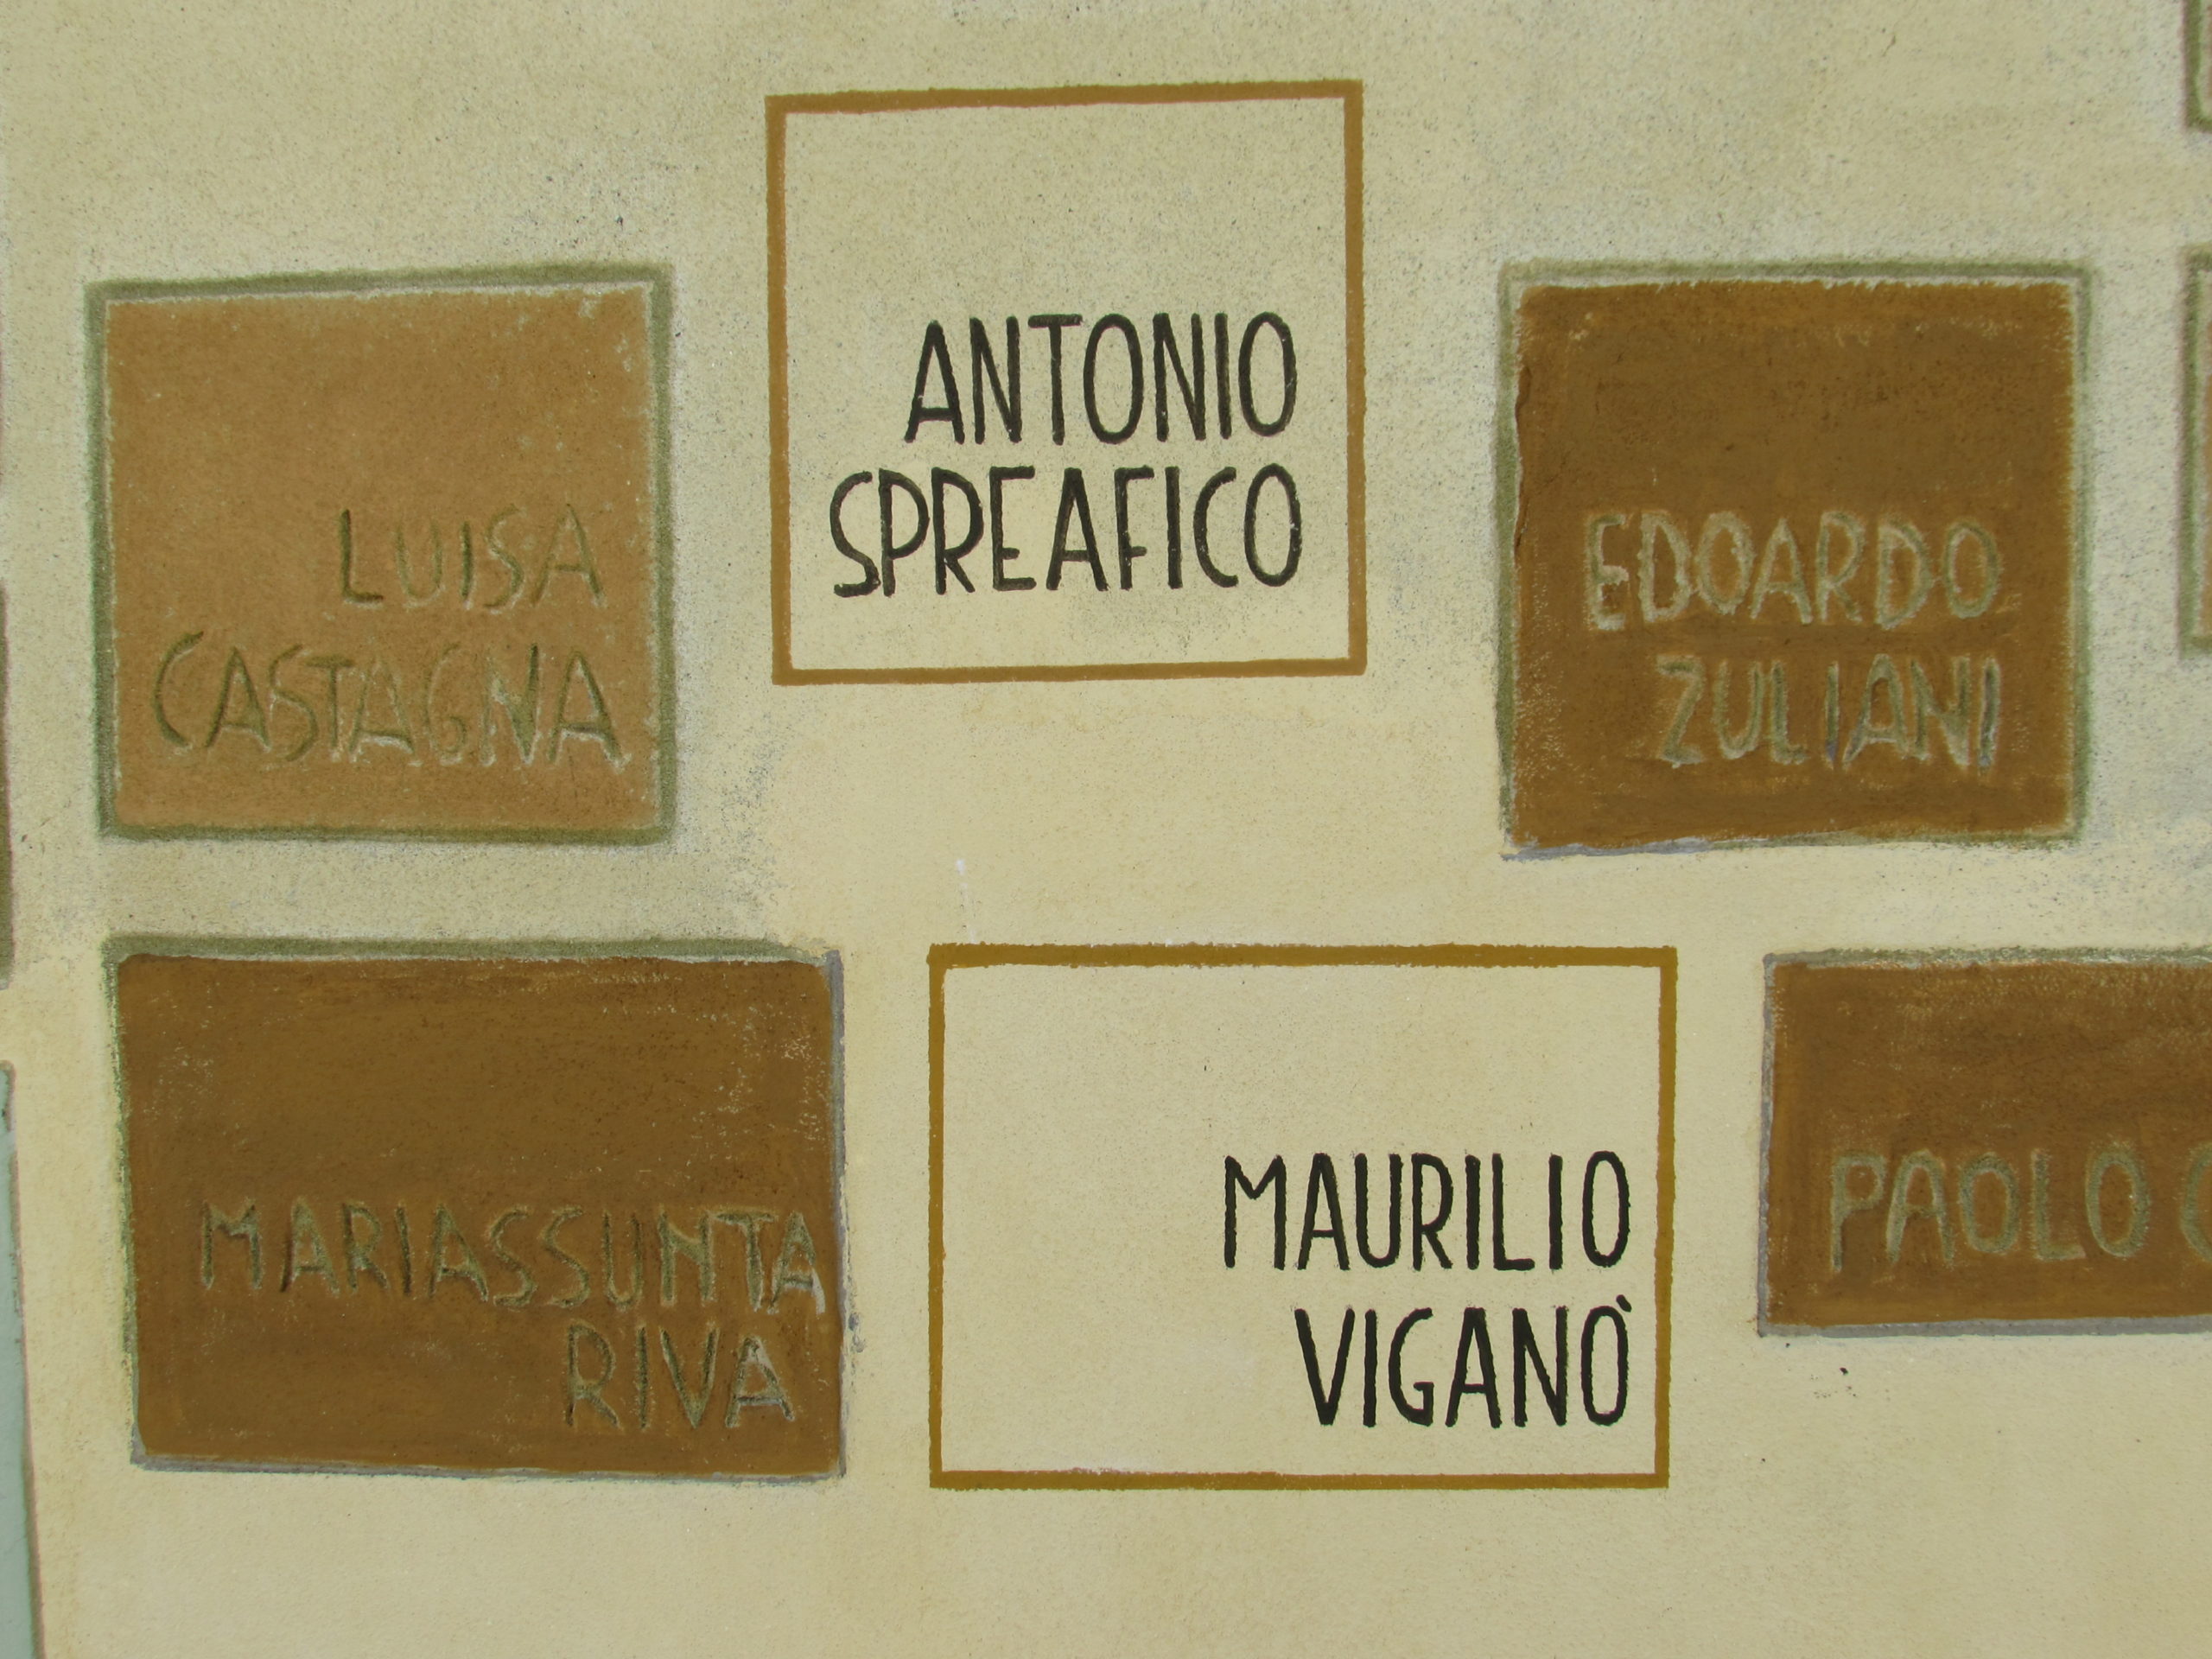 LUISA
CASTAGNA
ANTONIO
SPREAFICO
EDOARDO
ZULIANI
MARIASSUNTA
RIVA
MAURILIO
VIGANÒ
PAOLO